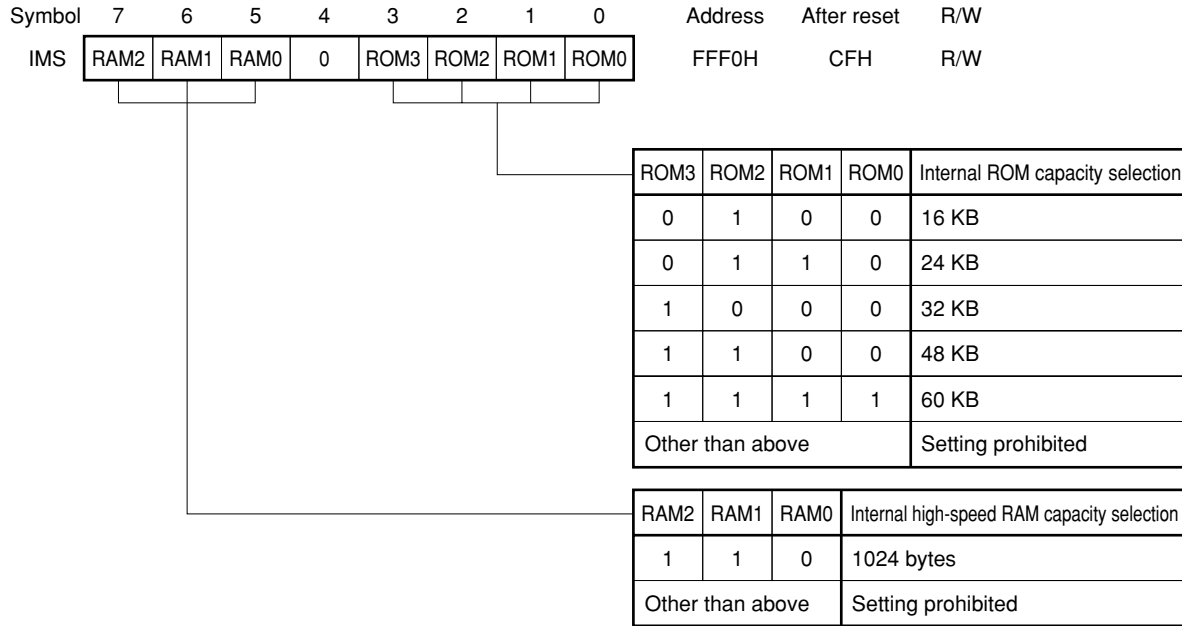 Symbol 7 6 5 4 3 2 1 0 Address After reset R/W
IMS RAM2 RAM1 RAM0 0 ROM3 ROM2 ROM1 ROM0 FFF0H CFH R/W
ROM3 ROM2 ROM1 ROM0 Internal ROM capacity selection
0 1 0 0 16 KB
0 1 1 0 24 KB
1 0 0 0 32 KB
1 1 0 0 48 KB
1 1 1 1 60 KB
Other than above Setting prohibited
RAM2 RAM1 RAM0 Internal high-speed RAM capacity selection
1 1 0 1024 bytes
Other than above Setting prohibited